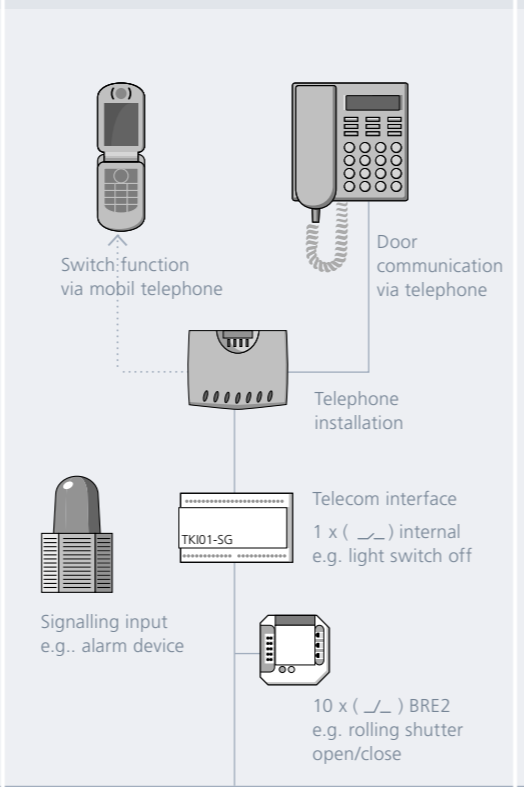 Switch function
via mobil telephone
Door
communication
via telephone
Telephone
installation
Telecom interface
1 x ( _/_ ) internal
e.g. light switch off
TKI01-SG
Signalling input
e.g.. alarm device
10 x ( _/_ ) BRE2
e.g. rolling shutter
open/close